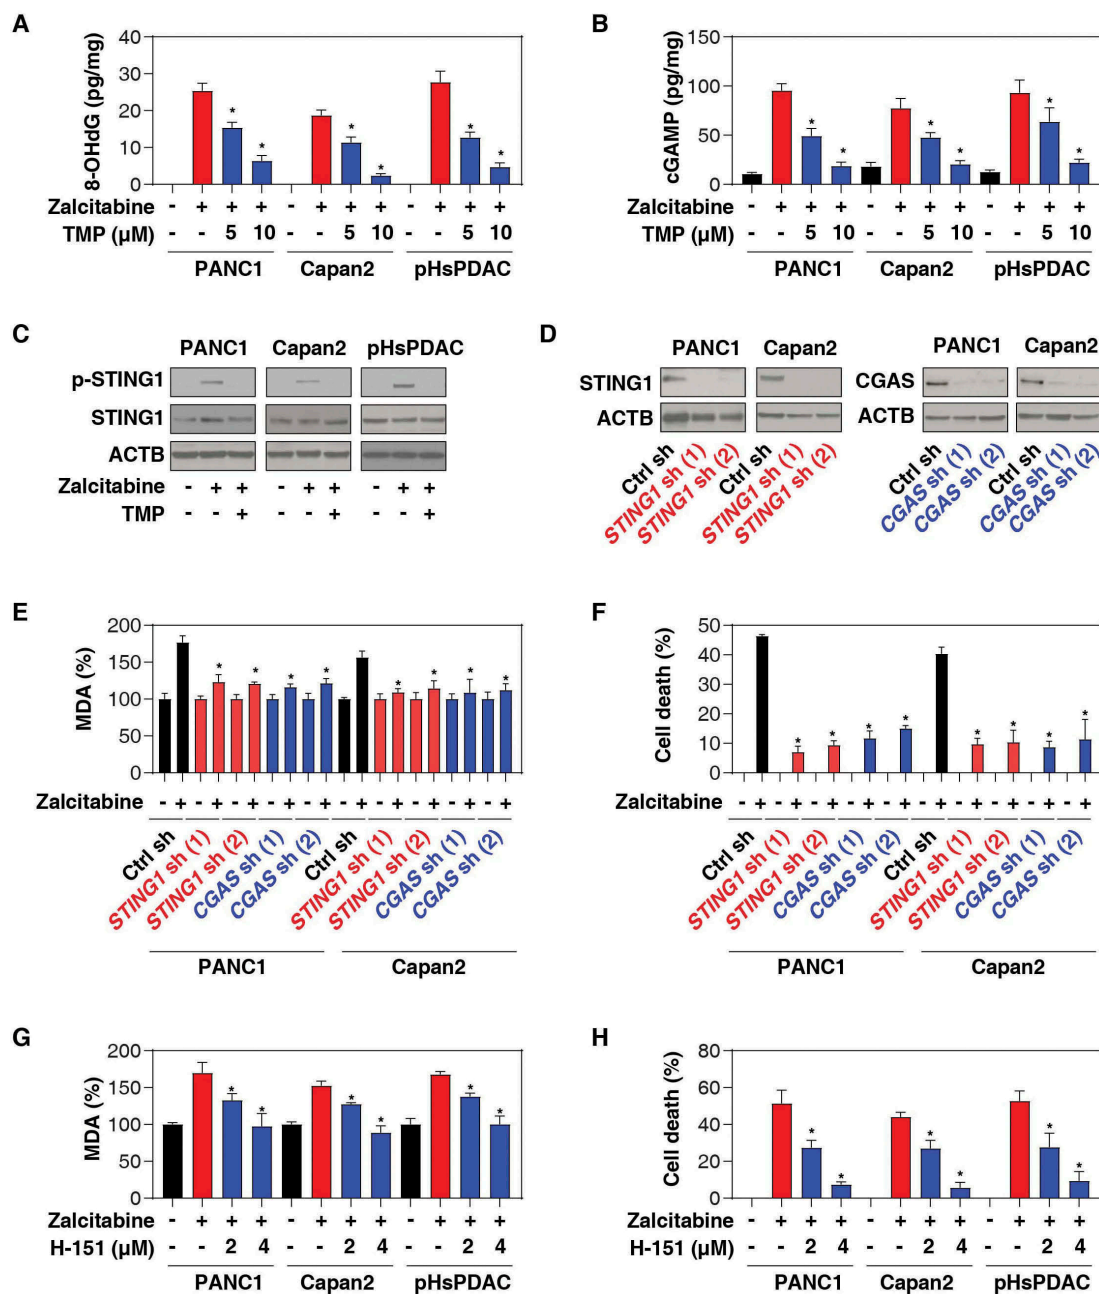 A
8-OHdG (pg/mg)
40
30
20
10
0
* * * * * *
Zalcitabine - + + + - + + + - + + +
TMP (µM) - - 5 10 - - 5 10 - - 5 10
PANC1 Capan2 pHsPDAC
B
cGAMP (pg/mg)
150
100
50
0
* * * * * *
Zalcitabine - + + + - + + + - + + +
TMP (µM) - - 5 10 - - 5 10 - - 5 10
PANC1 Capan2 pHsPDAC
C
PANC1 Capan2 pHsPDAC
p-STING1
STING1
ACTB
Zalcitabine - + + - + + - + +
TMP - - + - - + - - +
D
PANC1 Capan2
STING1
ACTB
Ctrl sh
STING1 sh (1)
STING1 sh (2)
Ctrl sh
STING1 sh (1)
STING1 sh (2)
PANC1 Capan2
CGAS
ACTB
Ctrl sh
CGAS sh (1)
CGAS sh (2)
Ctrl sh
CGAS sh (1)
CGAS sh (2)
E
MDA (%)
200
150
100
50
0
* * * * * * * *
Zalcitabine - + - + - + - + - + - + - + - + - + - +
Ctrl sh
STING1 sh (1)
STING1 sh (2)
CGAS sh (1)
CGAS sh (2)
Ctrl sh
STING1 sh (1)
STING1 sh (2)
CGAS sh (1)
CGAS sh (2)
PANC1 Capan2
F
Cell death (%)
50
40
30
20
10
0
* * * * * * * *
Zalcitabine - + - + - + - + - + - + - + - + - + - +
Ctrl sh
STING1 sh (1)
STING1 sh (2)
CGAS sh (1)
CGAS sh (2)
Ctrl sh
STING1 sh (1)
STING1 sh (2)
CGAS sh (1)
CGAS sh (2)
PANC1 Capan2
G
MDA (%)
200
150
100
50
0
* * * * * *
Zalcitabine - + + + - + + + - + + +
H-151 (µM) - - 2 4 - - 2 4 - - 2 4
PANC1 Capan2 pHsPDAC
H
Cell death (%)
80
60
40
20
0
* * * * * *
Zalcitabine - + + + - + + + - + + +
H-151 (µM) - - 2 4 - - 2 4 - - 2 4
PANC1 Capan2 pHsPDAC